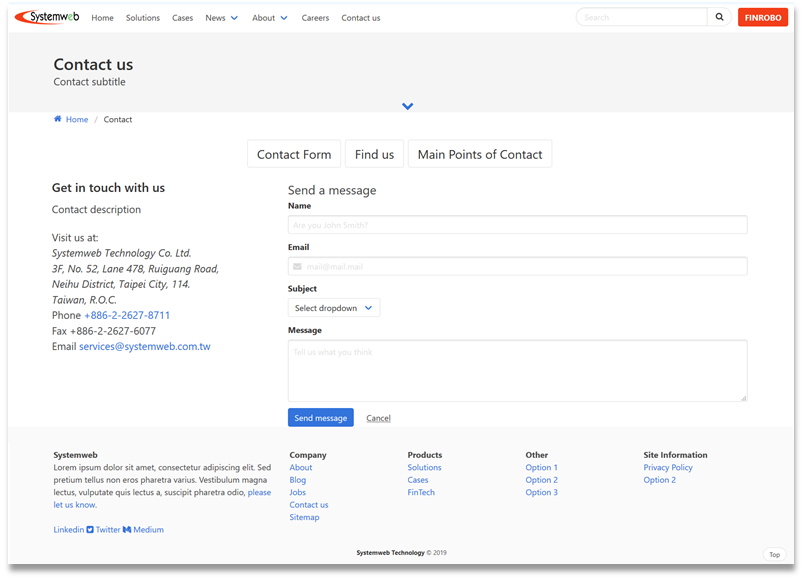 Systemweb Home Solutions Cases News About Careers Contact us Search FINROBO
Contact us
Contact subtitle
Home / Contact
Contact Form Find us Main Points of Contact
Get in touch with us
Contact description
Visit us at:
Systemweb Technology Co. Ltd.
3F, No. 52, Lane 478, Ruiguang Road,
Neihu District, Taipei City, 114.
Taiwan, R.O.C.
Phone +886-2-2627-8711
Fax +886-2-2627-6077
Email services@systemweb.com.tw
Send a message
Name
Are you John Smith?
Email
mail@mail.mail
Subject
Select dropdown
Message
Tell us what you think
Send message Cancel
Systemweb
Lorem ipsum dolor sit amet, consectetur adipiscing elit. Sed
pretium tellus non eros pharetra varius. Vestibulum magna
lectus, vulputate quis lectus a, suscipit pharetra odio, please
let us know.
Linkedin Twitter Medium
Company
About
Blog
Jobs
Contact us
Sitemap
Products
Solutions
Cases
FinTech
Other
Option 1
Option 2
Option 3
Site Information
Privacy Policy
Option 2
Systemweb Technology © 2019
Top